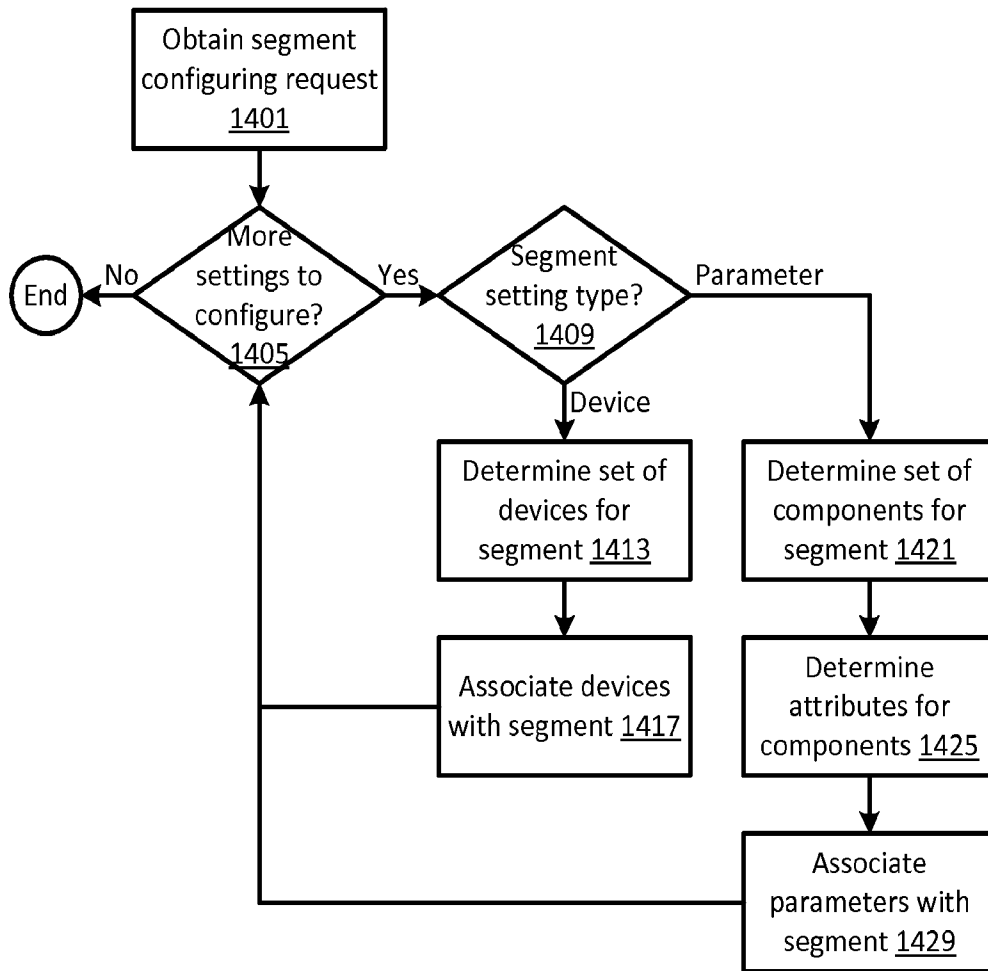 Obtain segment
configuring request
1401
More
settings to
configure?
1405
No
End
Yes
Segment
setting type?
1409
Parameter
Device
Determine set of
devices for
segment 1413
Determine set of
components for
segment 1421
Associate devices
with segment 1417
Determine
attributes for
components 1425
Associate
parameters with
segment 1429